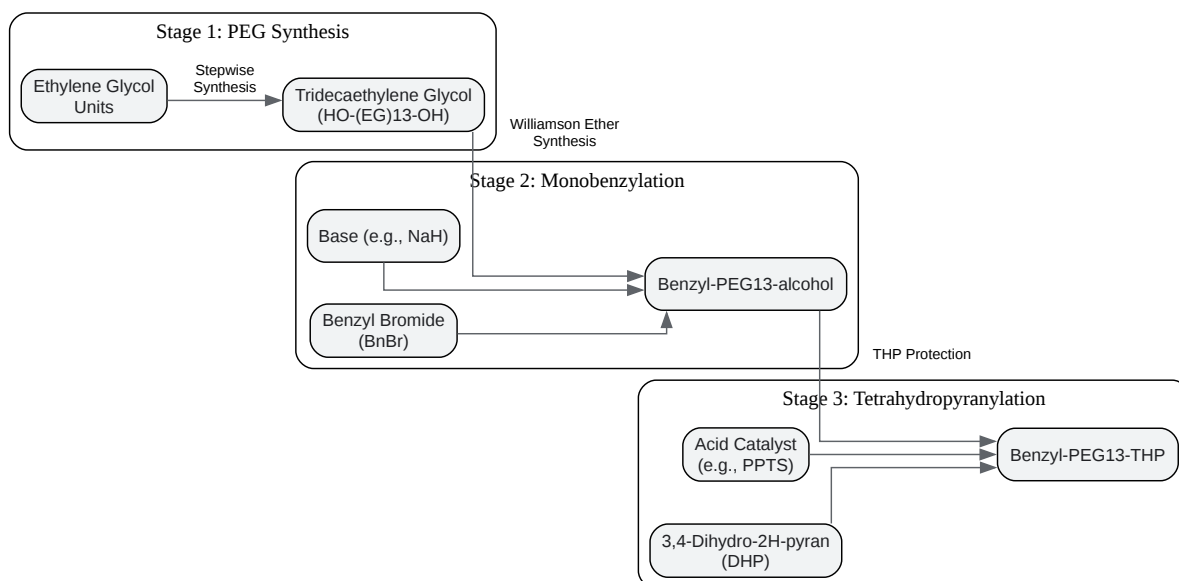 Stage 1: PEG Synthesis
Stepwise
Synthesis
Ethylene Glycol
Units
Tridecaethylene Glycol
(HO-(EG)13-OH)
Williamson Ether
Synthesis
Stage 2: Monobenzylation
Base (e.g., NaH)
Benzyl-PEG13-alcohol
Benzyl Bromide
(BnBr)
THP Protection
Stage 3: Tetrahydropyranylation
Acid Catalyst
(e.g., PPTS)
Benzyl-PEG13-THP
3,4-Dihydro-2H-pyran
(DHP)